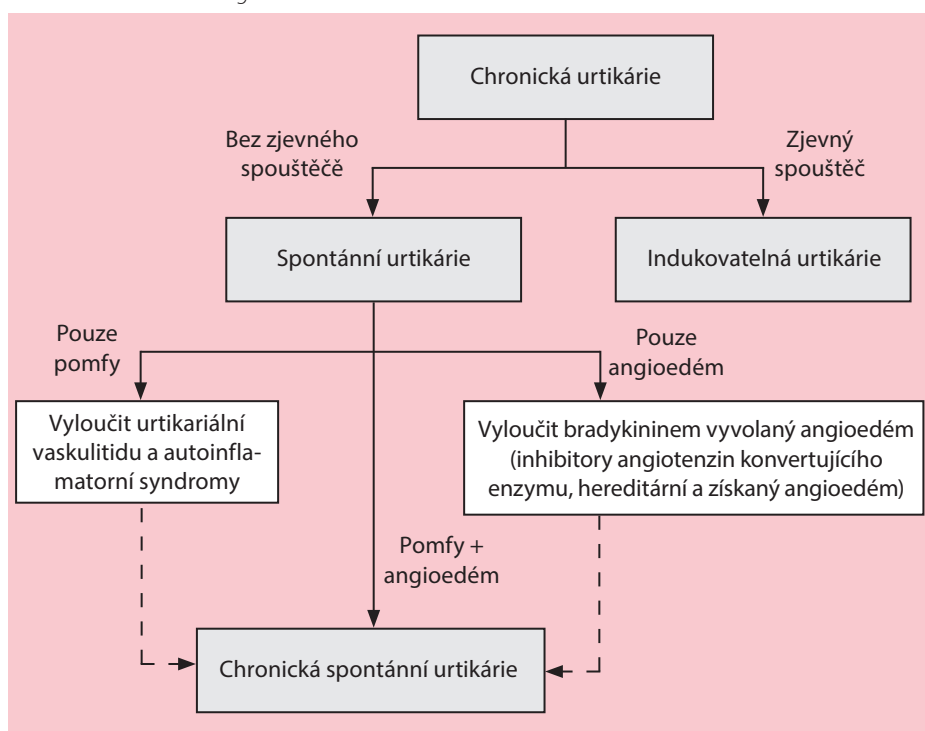 Chronická urtikárie
Bez zjevného
spouštěčě
Zjevný
spouštěč
Spontánní urtikárie
Indukovatelná urtikárie
Pouze
pomfy
Pouze
angioedém
Vyloučit urtikariální
vaskulitidu a autoinfla-
matorní syndromy
Vyloučit bradykininem vyvolaný angioedém
(inhibitory angiotenzin konvertujícího
enzymu, hereditární a získaný angioedém)
Pomfy +
angioedém
Chronická spontánní urtikárie